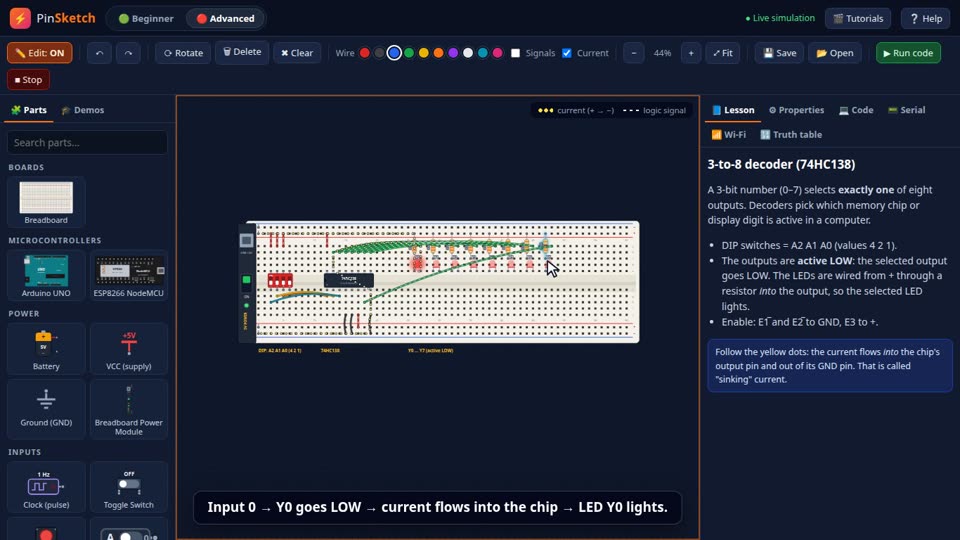 PinSketch
Beginner
Advanced
Live simulation
Tutorials
Help
Edit: ON
Rotate
Delete
Clear
Wire
Signals
Current
44%
Fit
Save
Open
Run code
Stop
Parts
Demos
Search parts...
BOARDS
Breadboard
MICROCONTROLLERS
Arduino UNO
ESP8266 NodeMCU
POWER
Battery
VCC (supply)
Ground (GND)
Breadboard Power
Module
INPUTS
Clock (pulse)
Toggle Switch
+5V
5V
1 Hz
OFF
current (+ → −)
logic signal
DIP: A2 A1 A0 (4 2 1)
74HC138
Y0 ... Y7 (active LOW)
Input 0 → Y0 goes LOW → current flows into the chip → LED Y0 lights.
Lesson
Properties
Code
Serial
Wi-Fi
Truth table
3-to-8 decoder (74HC138)
A 3-bit number (0–7) selects exactly one of eight
outputs. Decoders pick which memory chip or
display digit is active in a computer.
• DIP switches = A2 A1 A0 (values 4 2 1).
• The outputs are active LOW: the selected output
goes LOW. The LEDs are wired from + through a
resistor into the output, so the selected LED
lights.
• Enable: E1̅ and E2̅ to GND, E3 to +.
Follow the yellow dots: the current flows into the chip's
output pin and out of its GND pin. That is called
"sinking" current.